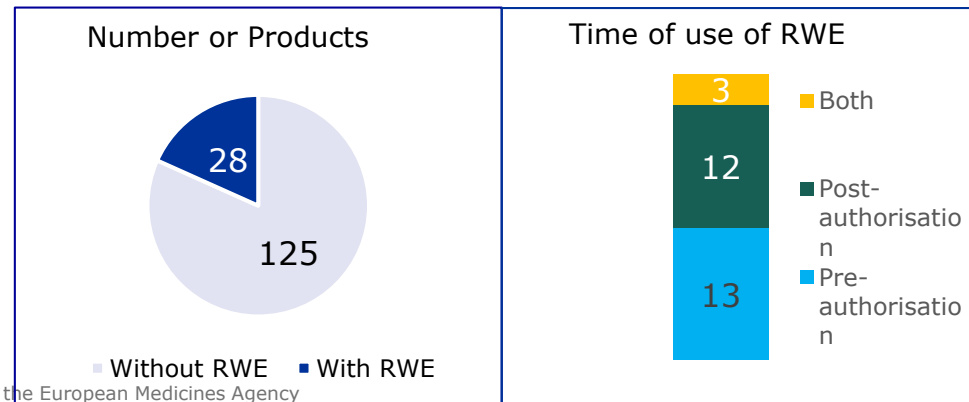 Number or Products
28
125
Without RWE With RWE
the European Medicines Agency
Time of use of RWE
3
12
13
Both
Post-
authorisatio
n
Pre-
authorisatio
n